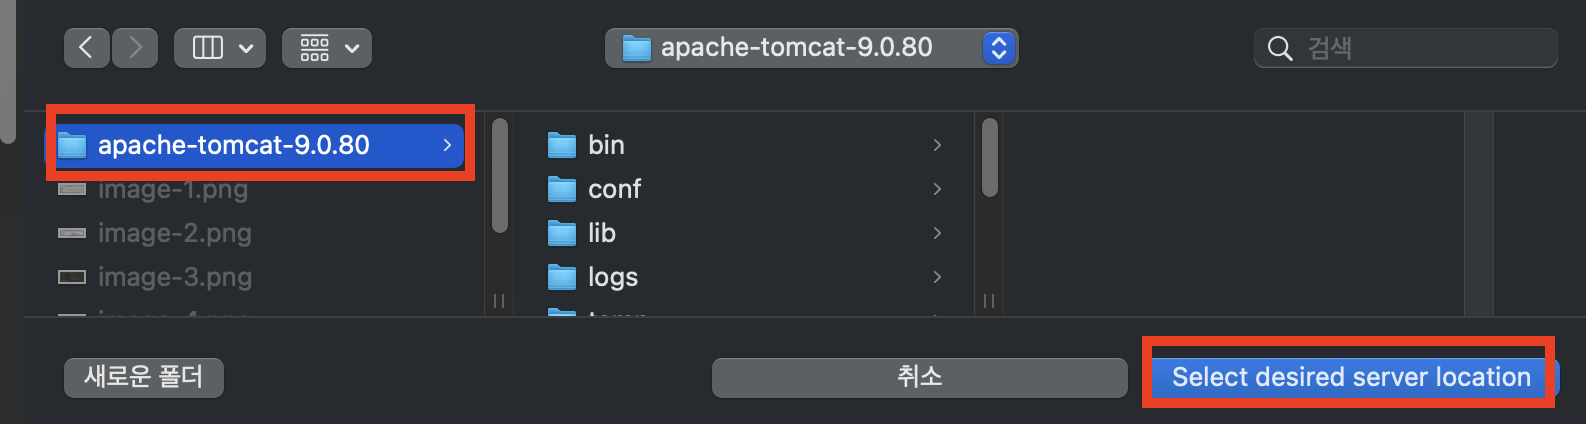 apache-tomcat-9.0.80
검색
apache-tomcat-9.0.80
image-1.png
image-2.png
image-3.png
bin
conf
lib
logs
새로운 폴더
취소
Select desired server location